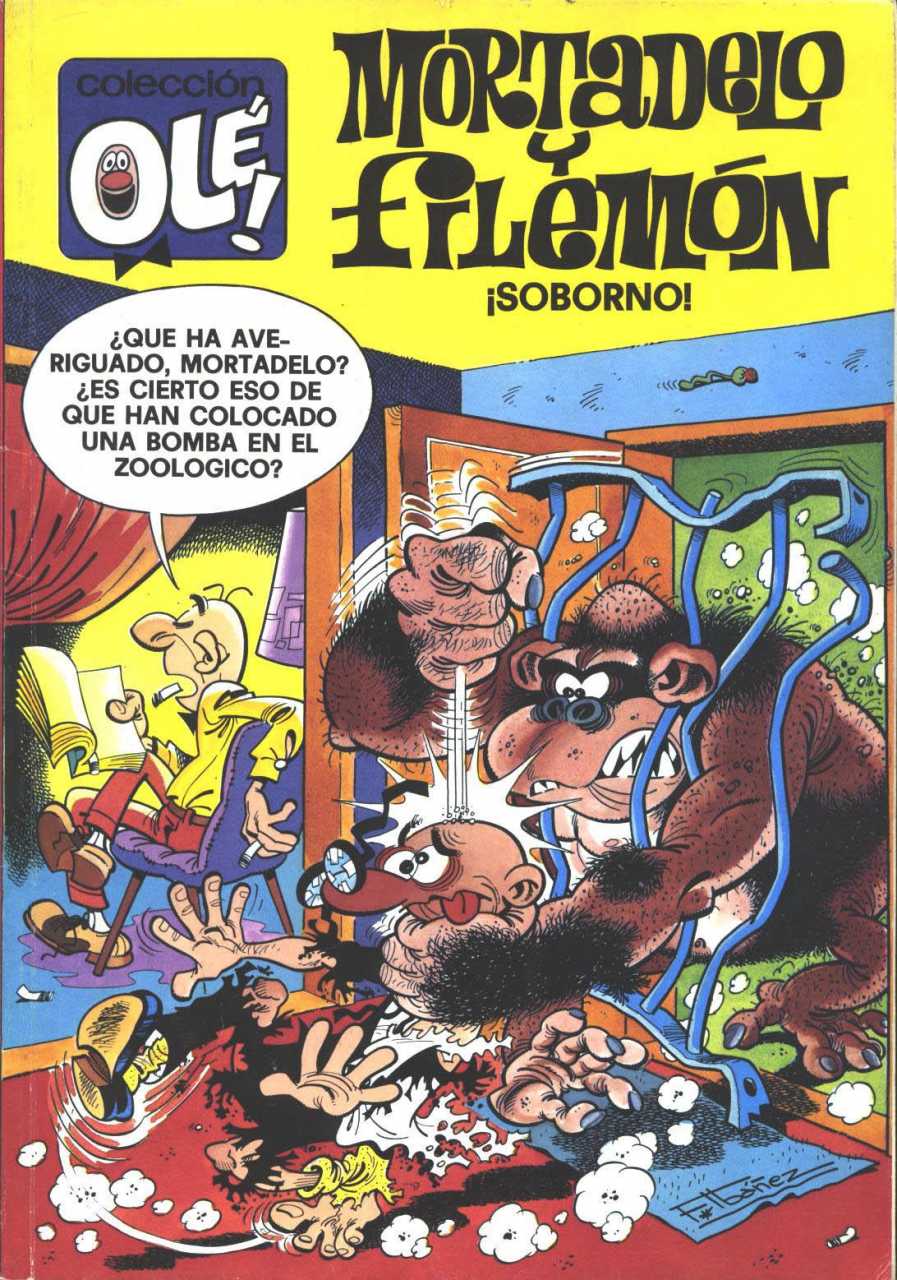 colección
OLÉ!
MORTADELO
Y
FILEMÓN
¡SOBORNO!
¿QUE HA AVE-
RIGUADO, MORTADELO?
¿ES CIERTO ESO DE
QUE HAN COLOCADO
UNA BOMBA EN EL
ZOOLOGICO?
F. Ibáñez